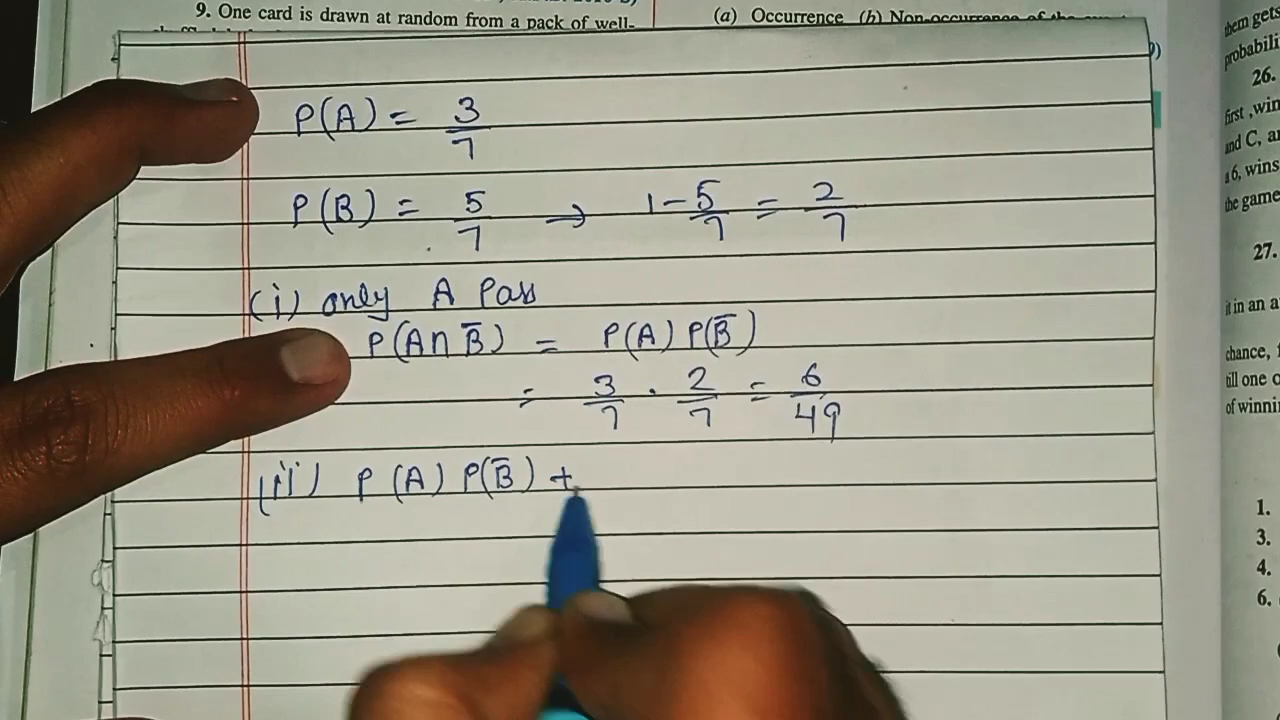 9. One card is drawn at random from a pack of well-
(a) Occurrence (b) Non-occurrence of the
P(A) = 3/7
P(B) = 5/7 → 1 - 5/7 = 2/7
(i) only A Pass
P(A∩B̅) = P(A) P(B̅)
= 3/7 . 2/7 = 6/49
(ii) P(A) P(B̅) +
them gets
probabili
26.
first ,win
and C, a
a 6, wins
the game
27.
it in an a
chance,
till one o
of winni
1.
3.
4.
6.